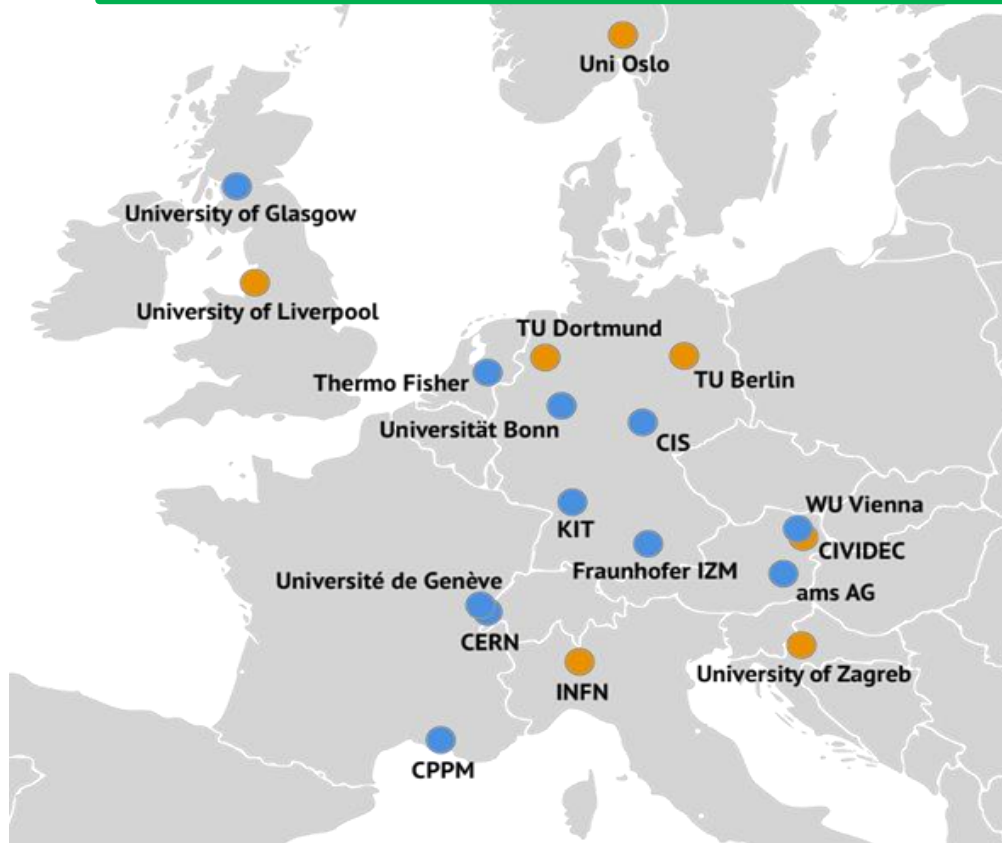 Uni Oslo
University of Glasgow
University of Liverpool
TU Dortmund
Thermo Fisher
TU Berlin
Universität Bonn
CIS
WU Vienna
KIT
CIVIDEC
Fraunhofer IZM
Université de Genève
ams AG
CERN
University of Zagreb
INFN
CPPM